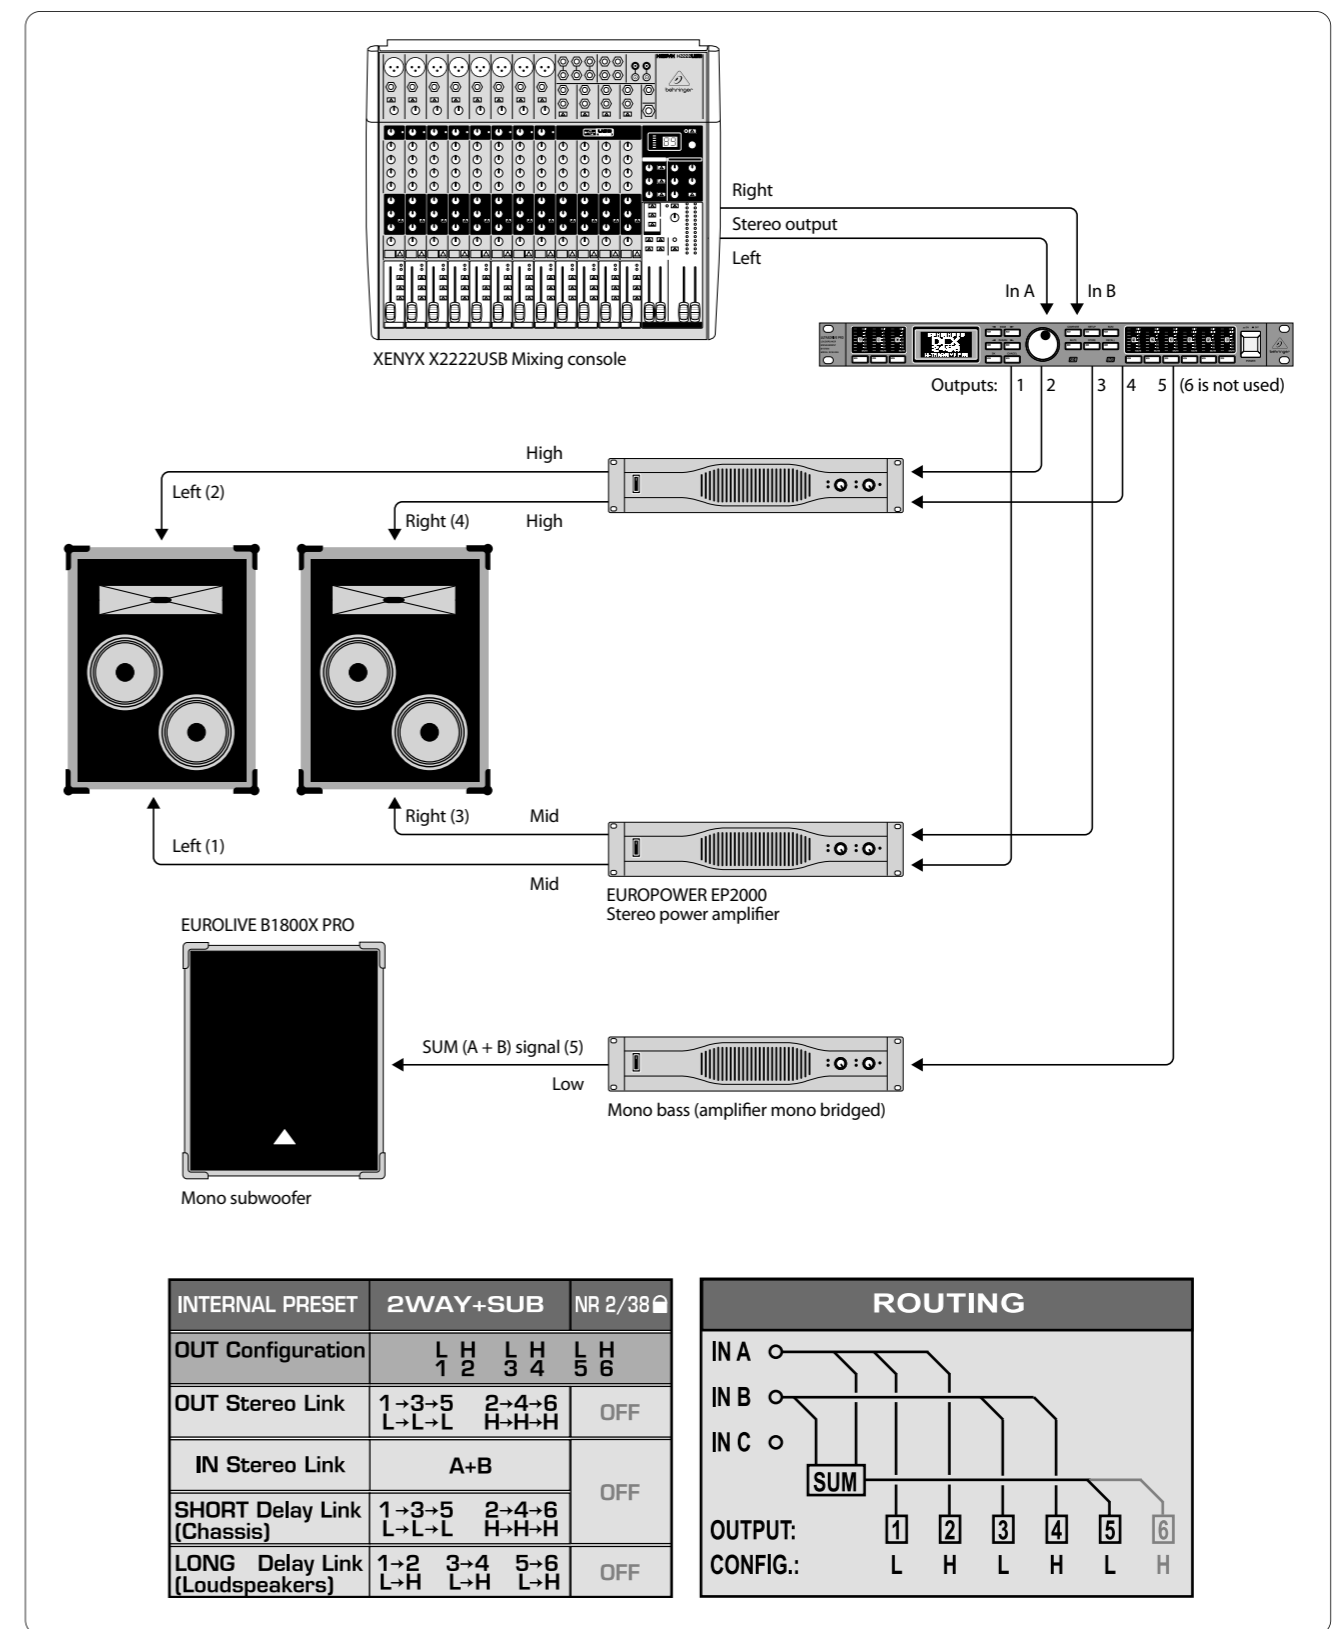 behringer
Right
Stereo output
Left
In A
In B
XENYX X2222USB Mixing console
Outputs: 1 2 3 4 5 (6 is not used)
High
Left (2)
Right (4)
High
Right (3)
Mid
Left (1)
Mid
EUROPOWER EP2000
Stereo power amplifier
EUROLIVE B1800X PRO
SUM (A + B) signal (5)
Low
Mono bass (amplifier mono bridged)
Mono subwoofer
INTERNAL PRESET 2WAY+SUB NR 2/38
OUT Configuration L H L H L H
1 2 3 4 5 6
OUT Stereo Link 1→3→5 2→4→6 OFF
L→L→L H→H→H
IN Stereo Link A+B
OFF
SHORT Delay Link 1→3→5 2→4→6
(Chassis) L→L→L H→H→H
LONG Delay Link 1→2 3→4 5→6 OFF
(Loudspeakers) L→H L→H L→H
ROUTING
IN A
IN B
IN C
SUM
OUTPUT: 1 2 3 4 5 6
CONFIG.: L H L H L H